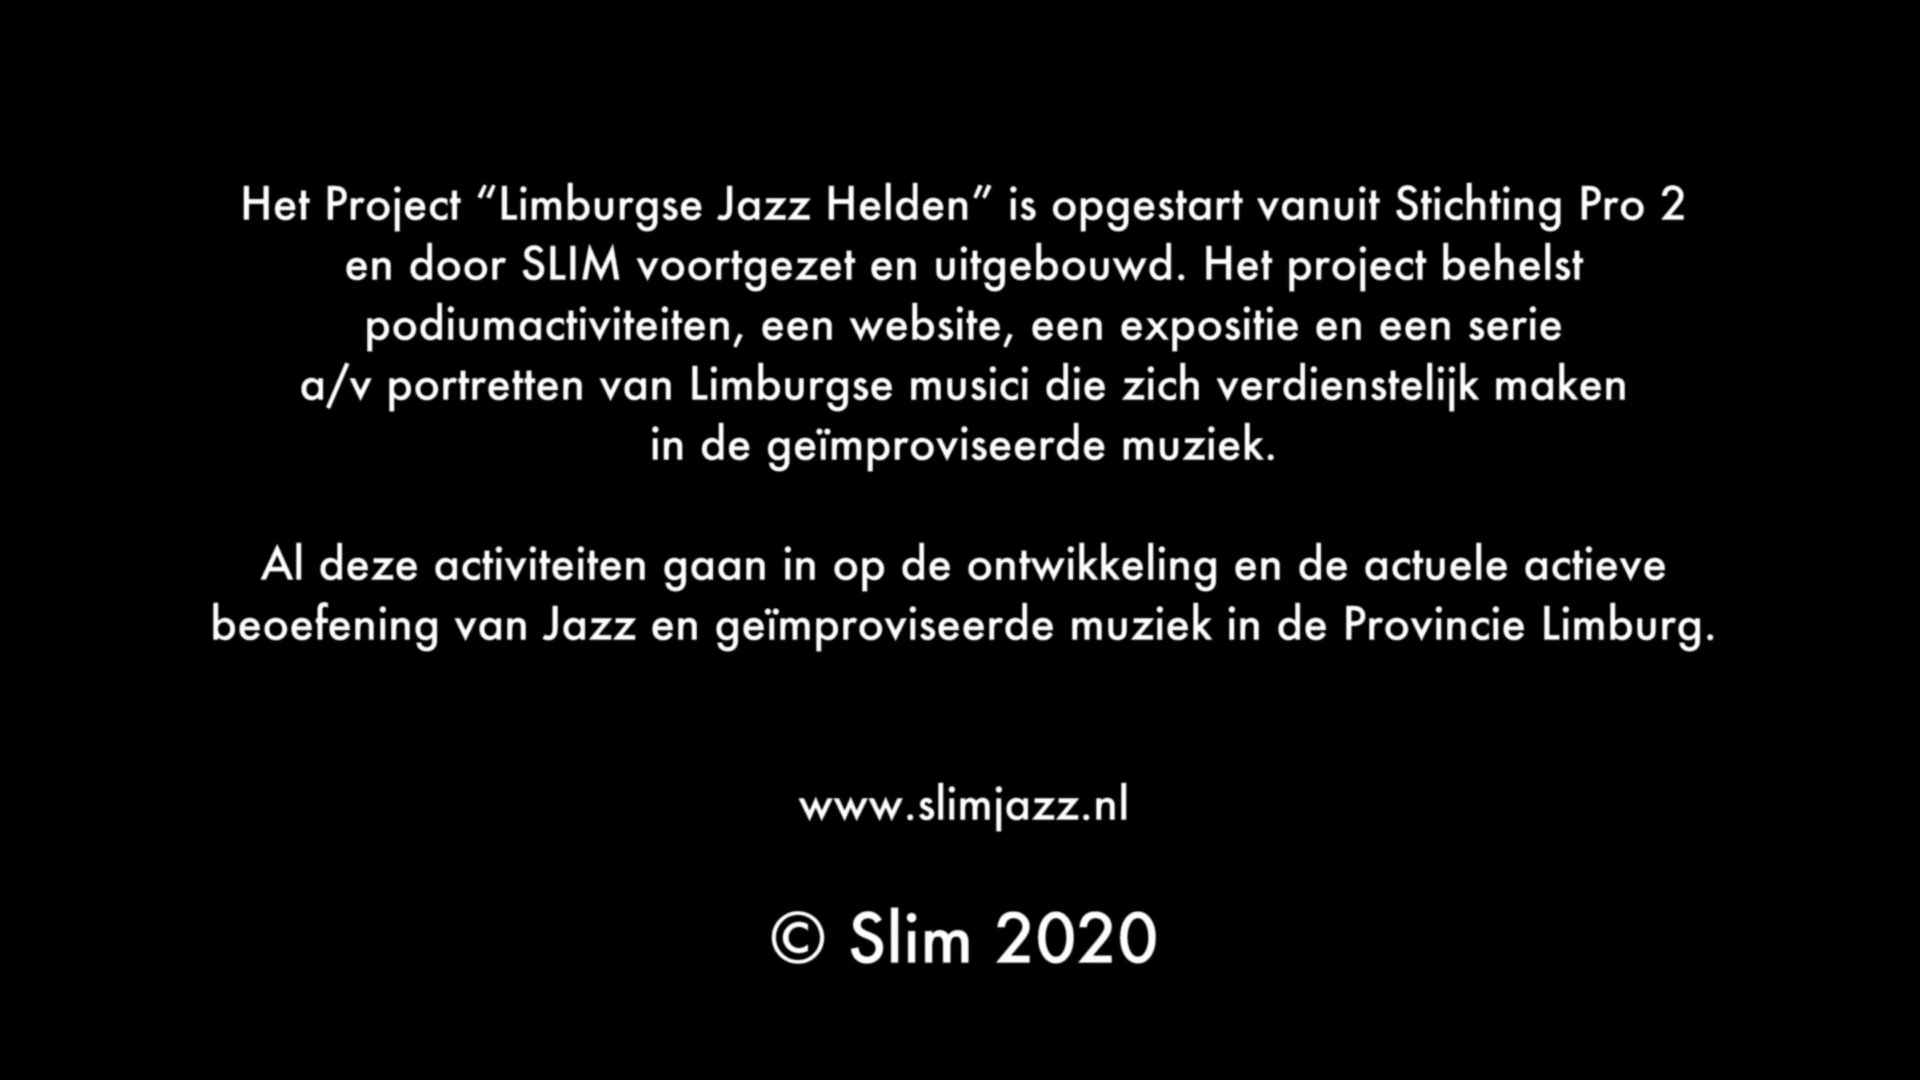 Het Project “Limburgse Jazz Helden” is opgestart vanuit Stichting Pro 2
en door SLIM voortgezet en uitgebouwd. Het project behelst
podiumactiviteiten, een website, een expositie en een serie
a/v portretten van Limburgse musici die zich verdienstelijk maken
in de geïmproviseerde muziek.
Al deze activiteiten gaan in op de ontwikkeling en de actuele actieve
beoefening van Jazz en geïmproviseerde muziek in de Provincie Limburg.
www.slimjazz.nl
© Slim 2020